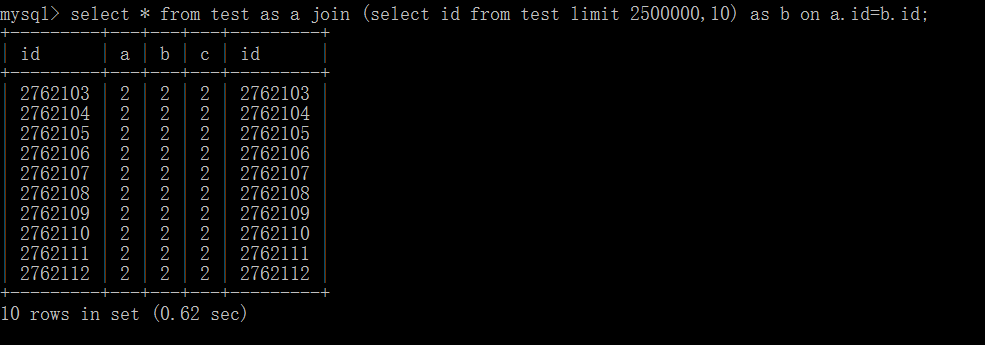 mysql> select * from test as a join (select id from test limit 2500000,10) as b on a.id=b.id;
+---------+---+---+---+---------+
| id      | a | b | c | id      |
+---------+---+---+---+---------+
| 2762103 | 2 | 2 | 2 | 2762103 |
| 2762104 | 2 | 2 | 2 | 2762104 |
| 2762105 | 2 | 2 | 2 | 2762105 |
| 2762106 | 2 | 2 | 2 | 2762106 |
| 2762107 | 2 | 2 | 2 | 2762107 |
| 2762108 | 2 | 2 | 2 | 2762108 |
| 2762109 | 2 | 2 | 2 | 2762109 |
| 2762110 | 2 | 2 | 2 | 2762110 |
| 2762111 | 2 | 2 | 2 | 2762111 |
| 2762112 | 2 | 2 | 2 | 2762112 |
+---------+---+---+---+---------+
10 rows in set (0.62 sec)